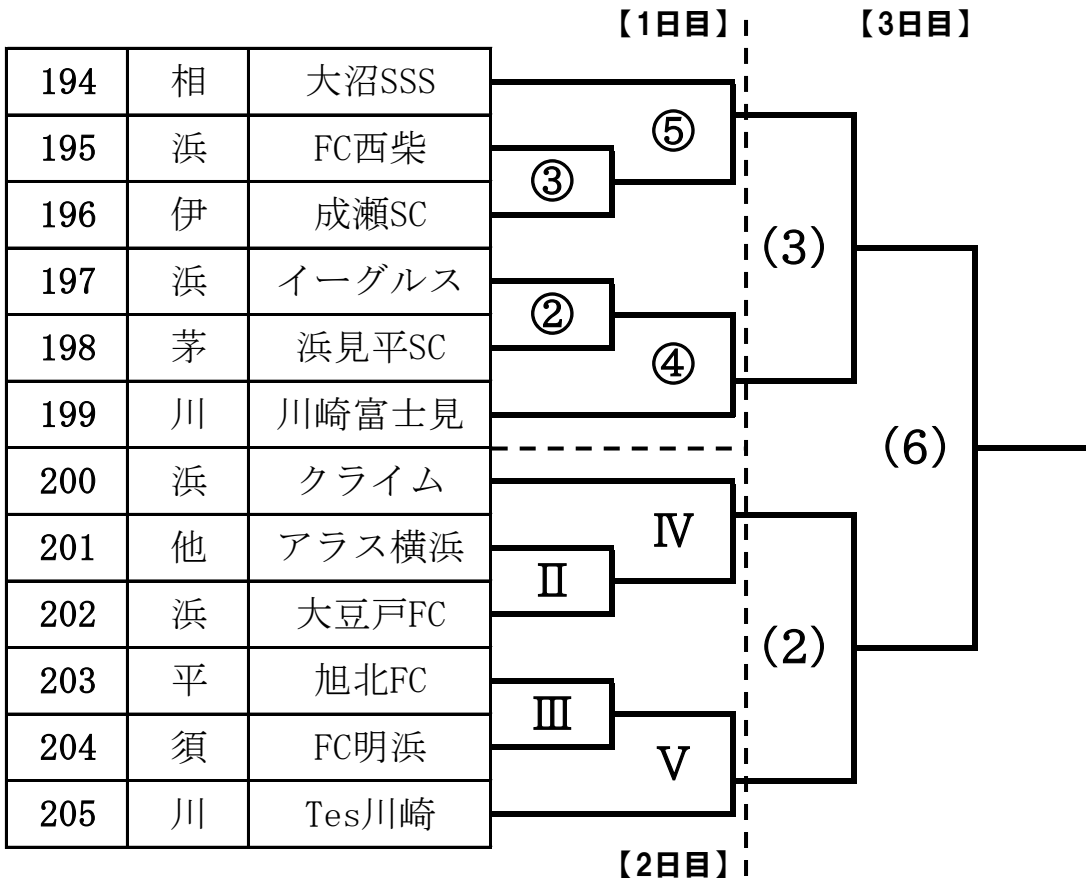 【1日目】 【3日目】
194 相 大沼SSS
⑤
195 浜 FC西柴
③
196 伊 成瀬SC
(3)
197 浜 イーグルス
②
198 茅 浜見平SC
④
199 川 川崎富士見
(6)
200 浜 クライム
Ⅳ
201 他 アラス横浜
Ⅱ
202 浜 大豆戸FC
(2)
203 平 旭北FC
Ⅲ
204 須 FC明浜
Ⅴ
205 川 Tes川崎
【2日目】